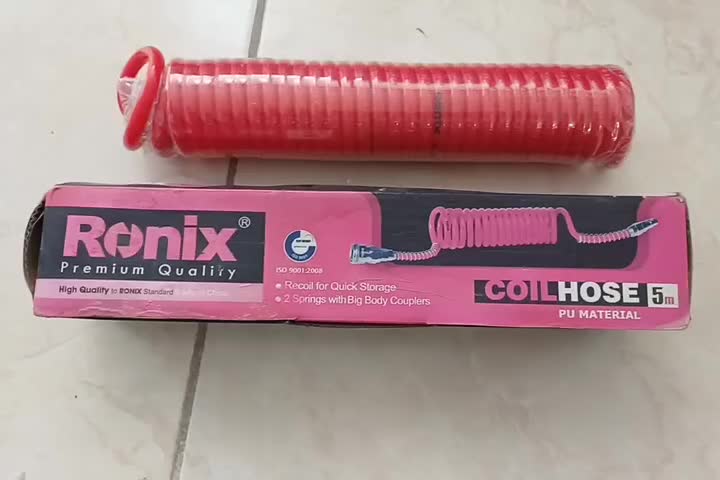 Ronix®
Premium Quality
High Quality to RONIX Standard
ISO 9001:2008
• Recoil for Quick Storage
• 2 Springs with Big Body Couplers
COILHOSE 5m
PU MATERIAL